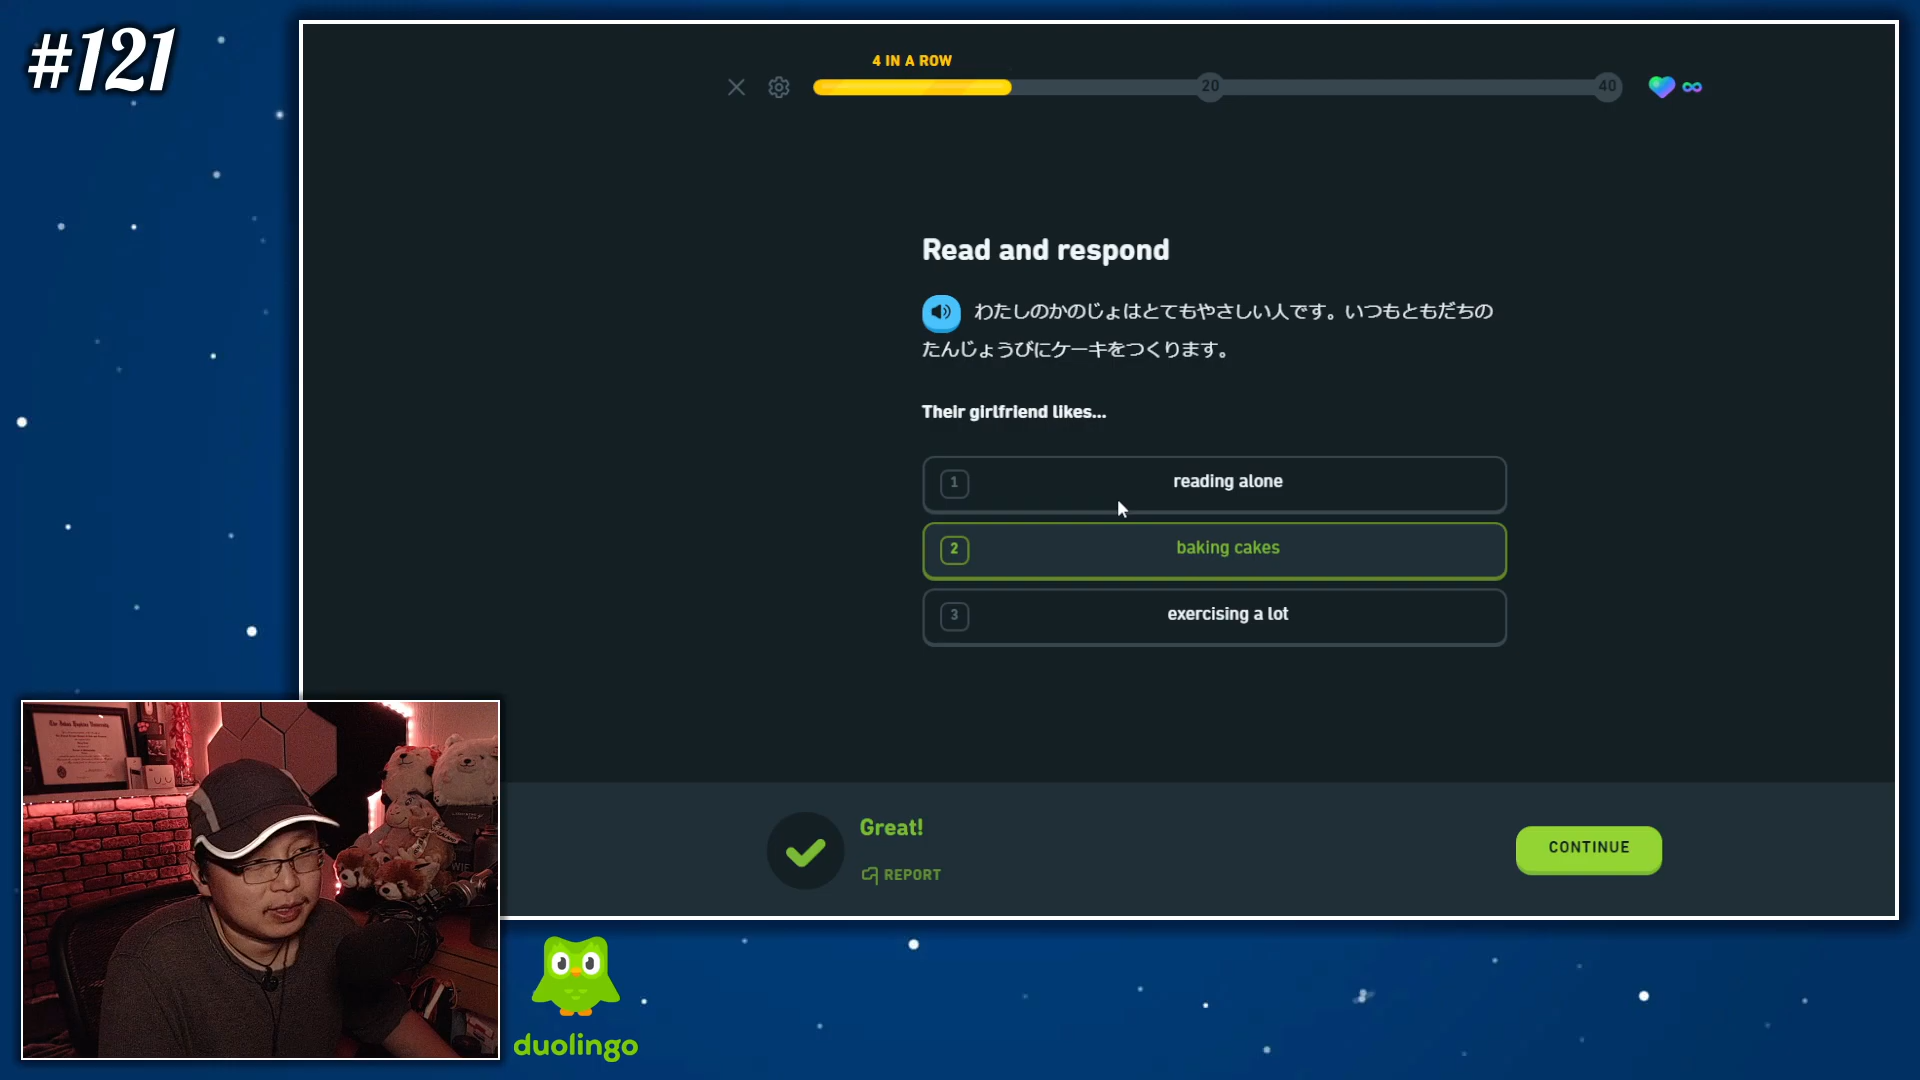 #121
4 IN A ROW
20
40
Read and respond
わたしのかのじょはとてもやさしい人です。いつもともだちの
たんじょうびにケーキをつくります。
Their girlfriend likes...
1
reading alone
2
baking cakes
3
exercising a lot
Great!
REPORT
CONTINUE
duolingo